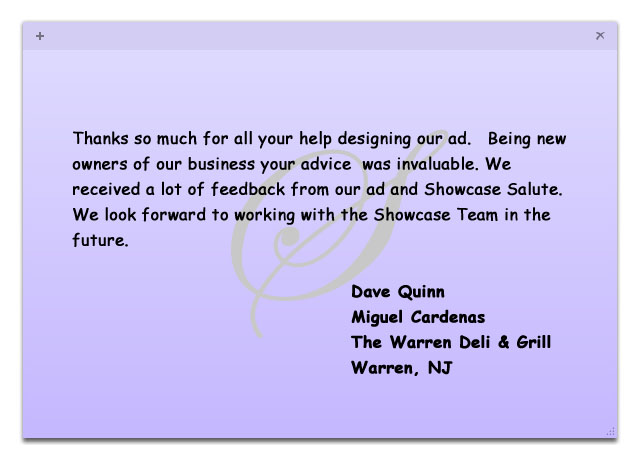 Thanks so much for all your help designing our ad.   Being new
owners of our business your advice  was invaluable. We
received a lot of feedback from our ad and Showcase Salute.
We look forward to working with the Showcase Team in the
future.
Dave Quinn
Miguel Cardenas
The Warren Deli & Grill
Warren, NJ